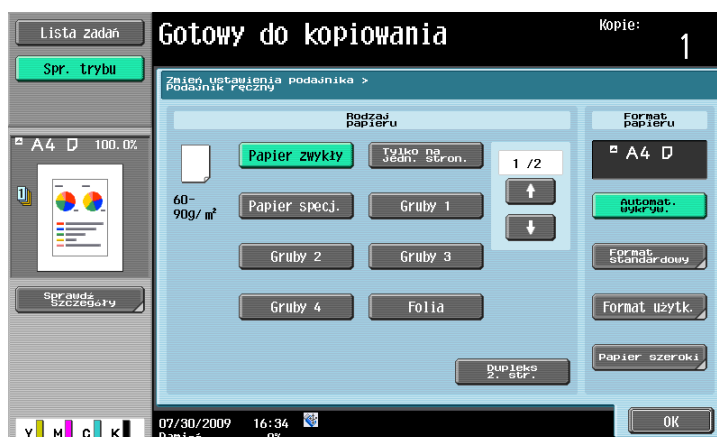 Lista zadań
Spr. trybu
Gotowy do kopiowania
Kopie:
1
Zmień ustawienia podajnika >
Podajnik ręczny
A4 100.0%
Sprawdź
Szczegóły
Rodzaj
papieru
60-
90g/ m²
Papier zwykły
Tylko na
jedn. stron.
Papier specj.
Gruby 1
Gruby 2
Gruby 3
Gruby 4
Folia
1 /2
Dupleks
2. str.
Format
papieru
A4
Automat.
wykryw.
Format
standardowy
Format użytk.
Papier szeroki
Y M C K
07/30/2009 16:34
Pamięć 0%
OK